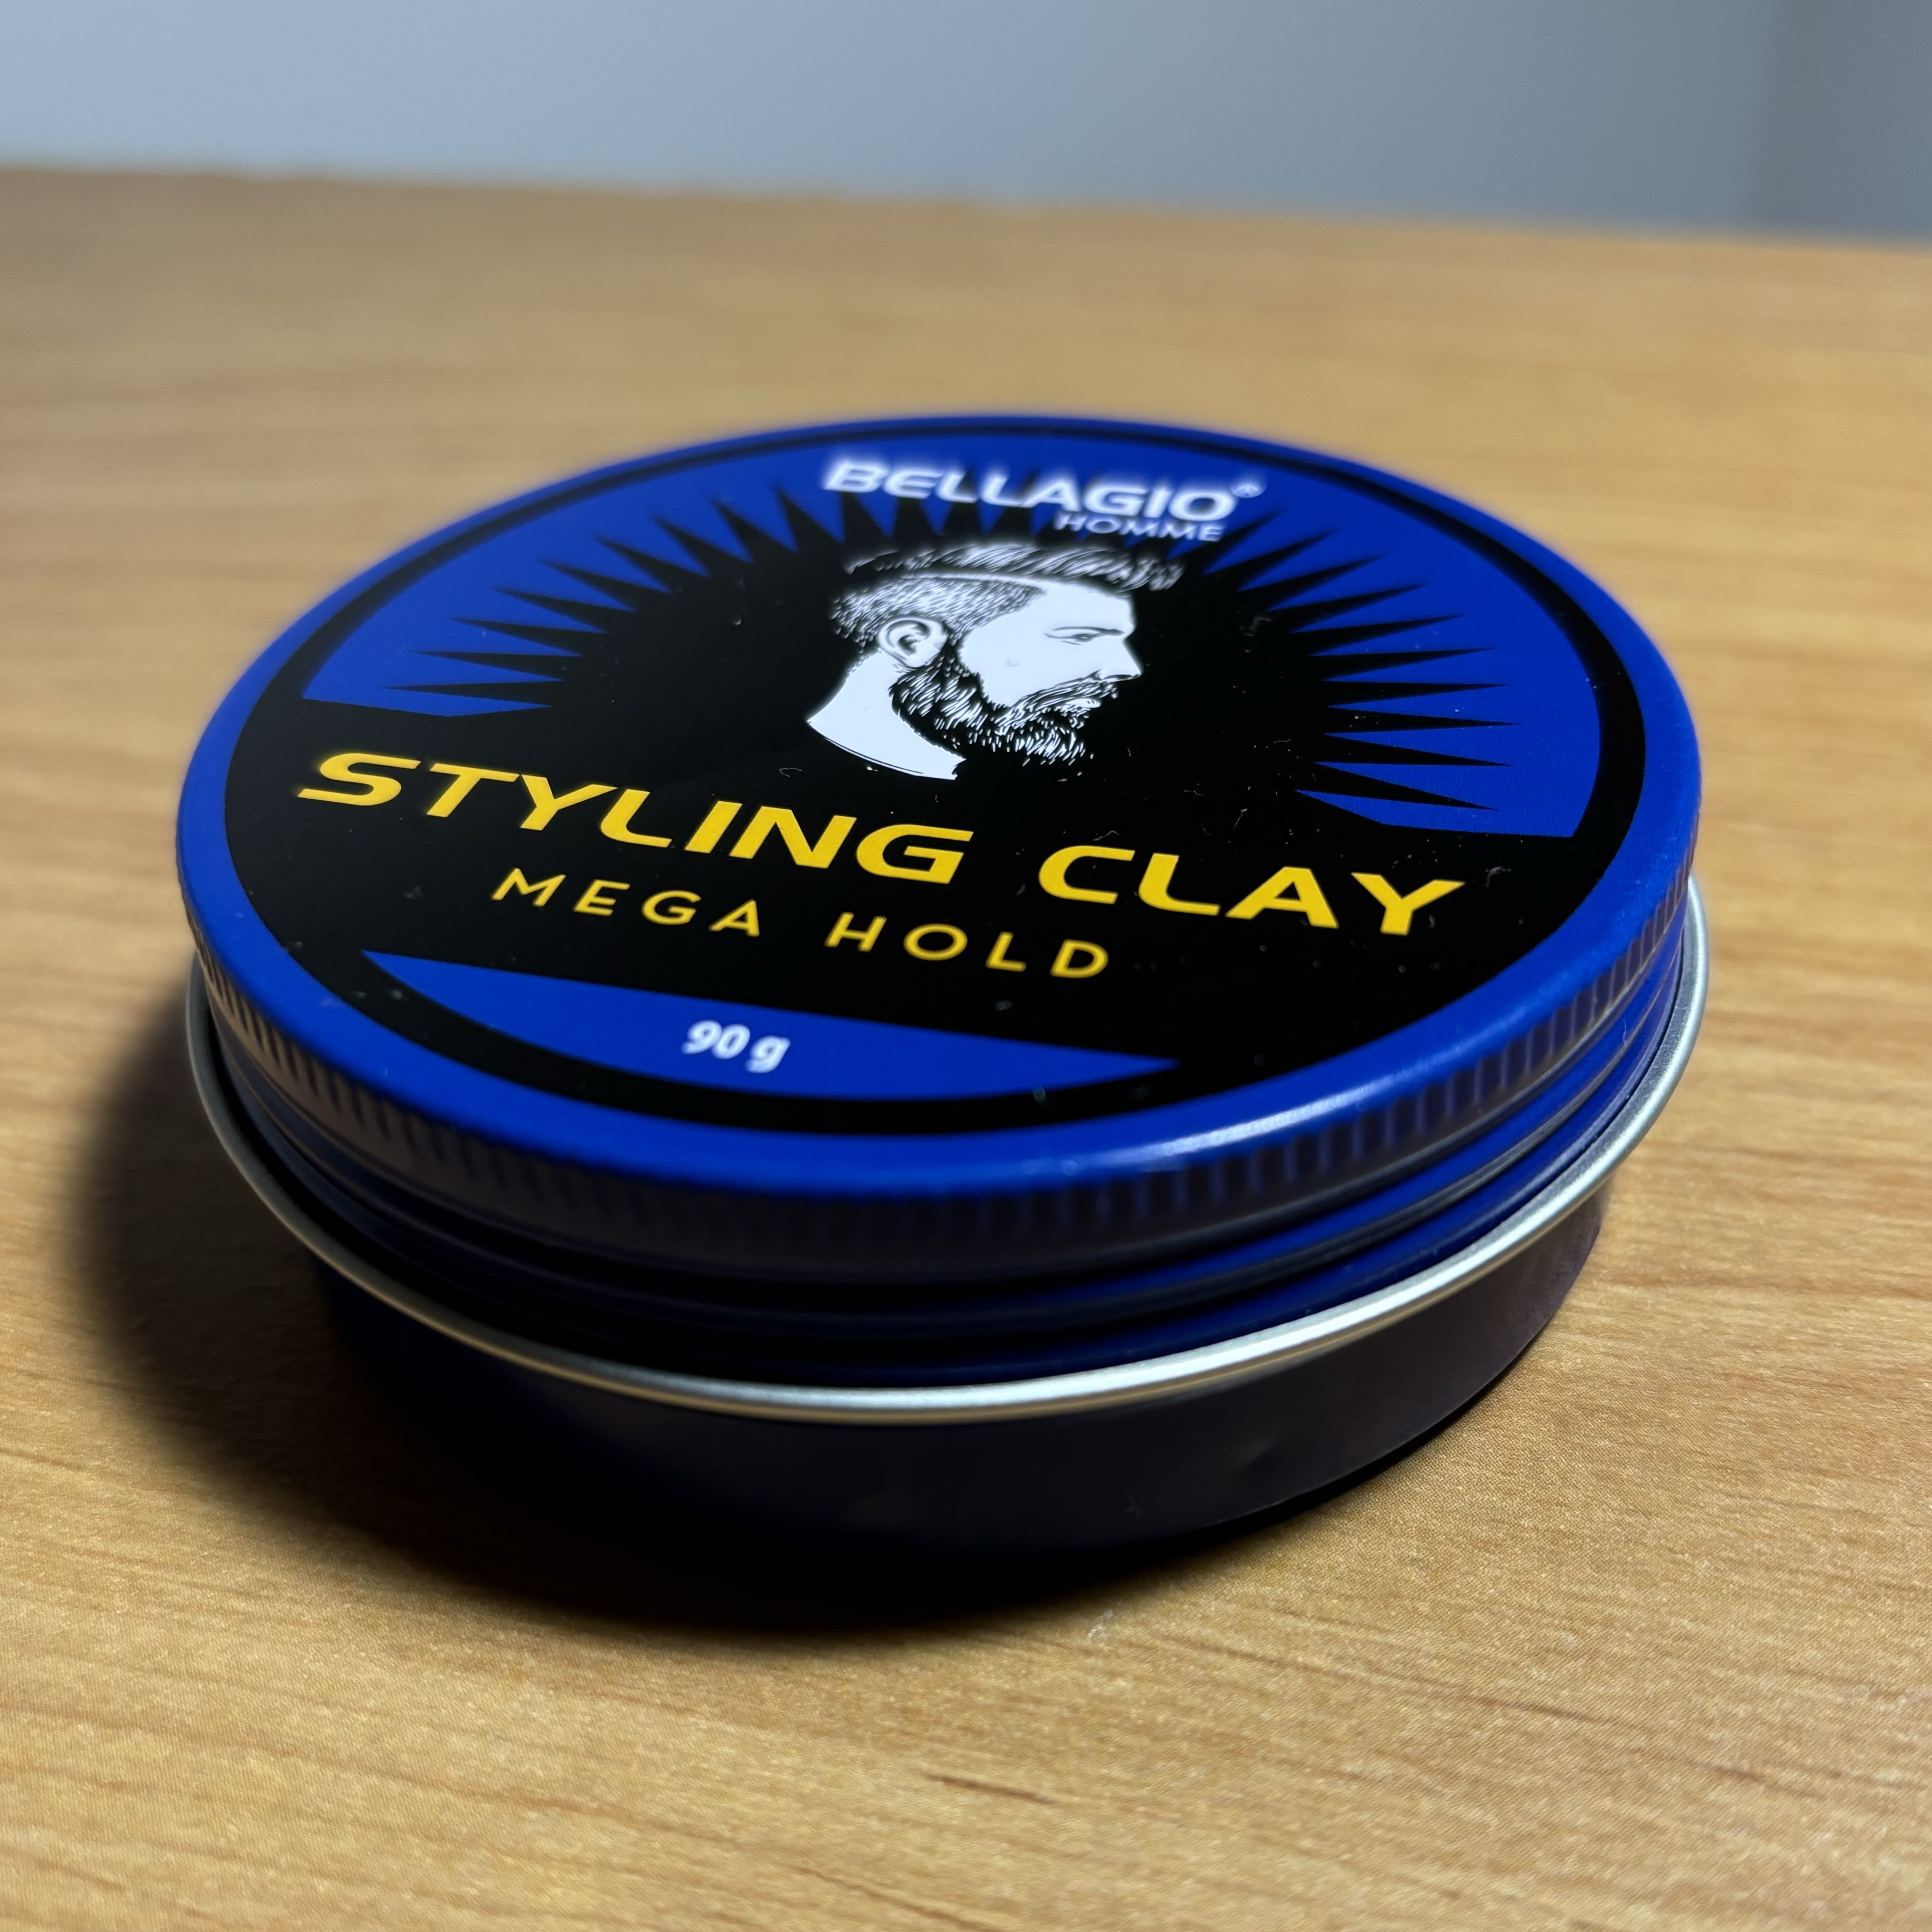 BELLAGIO®
HOMME
STYLING CLAY
MEGA HOLD
90 g